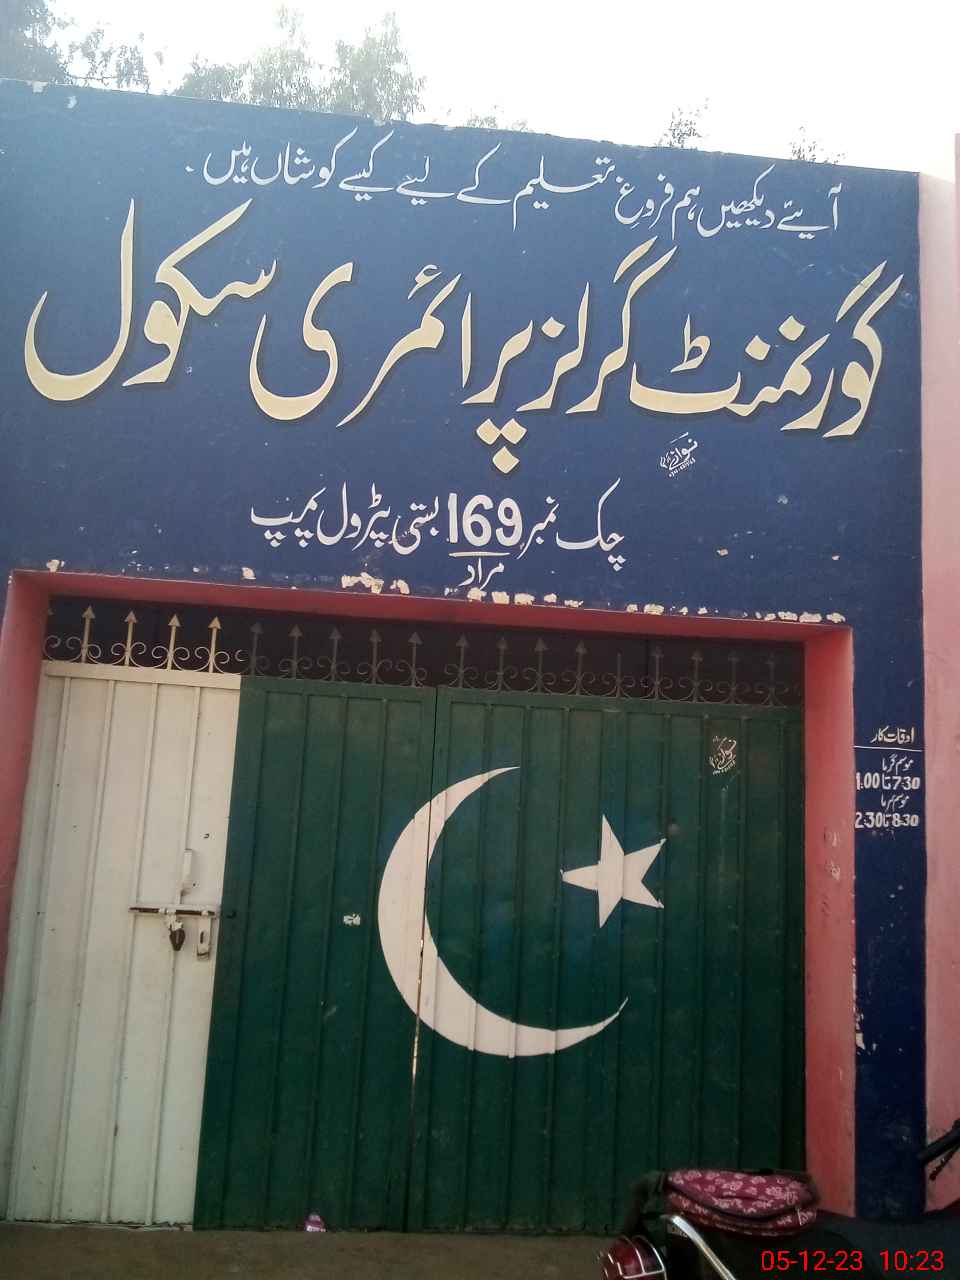 آیئے دیکھیں ہم فروغِ تعلیم کے لیے کیسے کوشاں ہیں.
گورنمنٹ گرلز پرائمری سکول
نواز
چک نمبر 169 بستی پٹرول پمپ
مراد
اوقات کار
موسم گرما
7:30 تا 1:00
موسم سرما
8:30 تا 2:30
05-12-23 10:23